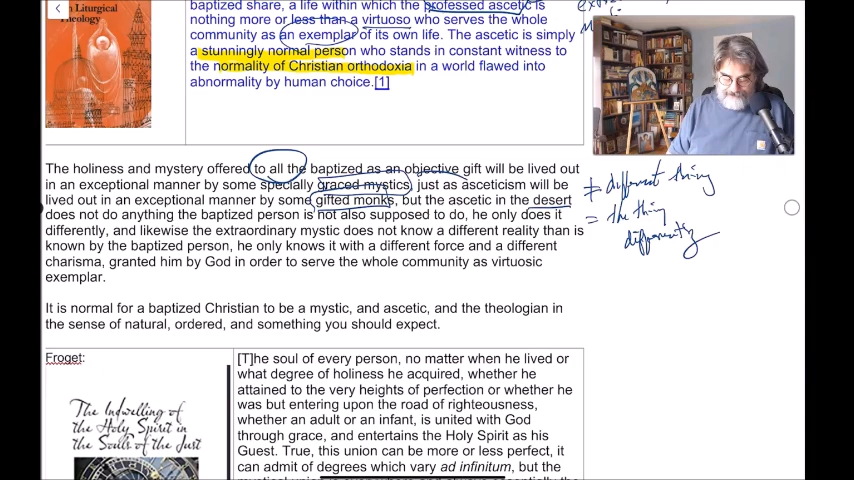 n Liturgical
Theology
baptized share, a life within which the professed ascetic is
nothing more or less than a virtuoso who serves the whole
community as an exemplar of its own life. The ascetic is simply
a stunningly normal person who stands in constant witness to
the normality of Christian orthodoxia in a world flawed into
abnormality by human choice.[1]
The holiness and mystery offered to all the baptized as an objective gift will be lived out
in an exceptional manner by some specially graced mystics, just as asceticism will be
lived out in an exceptional manner by some gifted monks, but the ascetic in the desert
does not do anything the baptized person is not also supposed to do, he only does it
differently, and likewise the extraordinary mystic does not know a different reality than is
known by the baptized person, he only knows it with a different force and a different
charisma, granted him by God in order to serve the whole community as virtuosic
exemplar.
≠ different thing
= the thing
differently
It is normal for a baptized Christian to be a mystic, and ascetic, and the theologian in
the sense of natural, ordered, and something you should expect.
Froget:
The Indwelling of
the Holy Spirit in
the Souls of the Just
[T]he soul of every person, no matter when he lived or
what degree of holiness he acquired, whether he
attained to the very heights of perfection or whether he
was but entering upon the road of righteousness,
whether an adult or an infant, is united with God
through grace, and entertains the Holy Spirit as his
Guest. True, this union can be more or less perfect, it
can admit of degrees which vary ad infinitum, but the